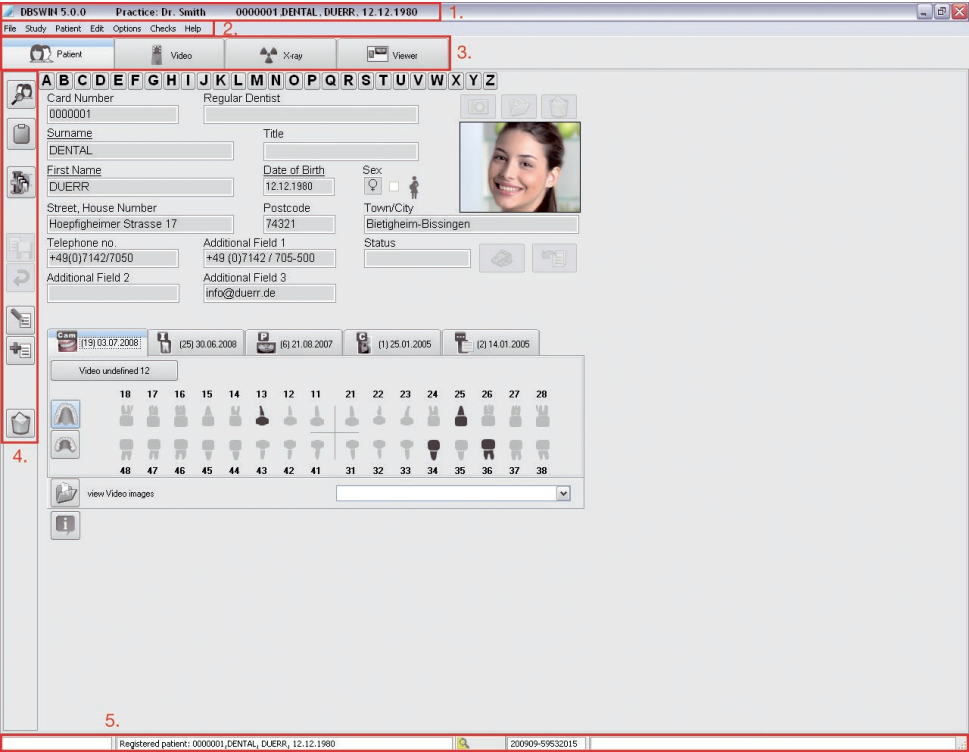 DBSWIN 5.0.0 Practice: Dr. Smith 0000001,DENTAL, DUERR, 12.12.1980 1.
File Study Patient Edit Options Checks Help 2.
Patient Video X-ray Viewer 3.
A B C D E F G H I J K L M N O P Q R S T U V W X Y Z
Card Number Regular Dentist
0000001
Surname Title
DENTAL
First Name Date of Birth Sex
DUERR 12.12.1980
Street, House Number Postcode Town/City
Hoepfigheimer Strasse 17 74321 Bietigheim-Bissingen
Telephone no. Additional Field 1 Status
+49(0)7142/7050 +49 (0)7142 / 705-500
Additional Field 2 Additional Field 3
info@duerr.de
Cam (19) 03.07.2008 I (25) 30.06.2008 P (6) 21.08.2007 C (1) 25.01.2005 (2) 14.01.2005
Video undefined 12
18 17 16 15 14 13 12 11 21 22 23 24 25 26 27 28
48 47 46 45 44 43 42 41 31 32 33 34 35 36 37 38
4.
view Video images
5.
Registered patient: 0000001,DENTAL, DUERR, 12.12.1980 200909-59532015